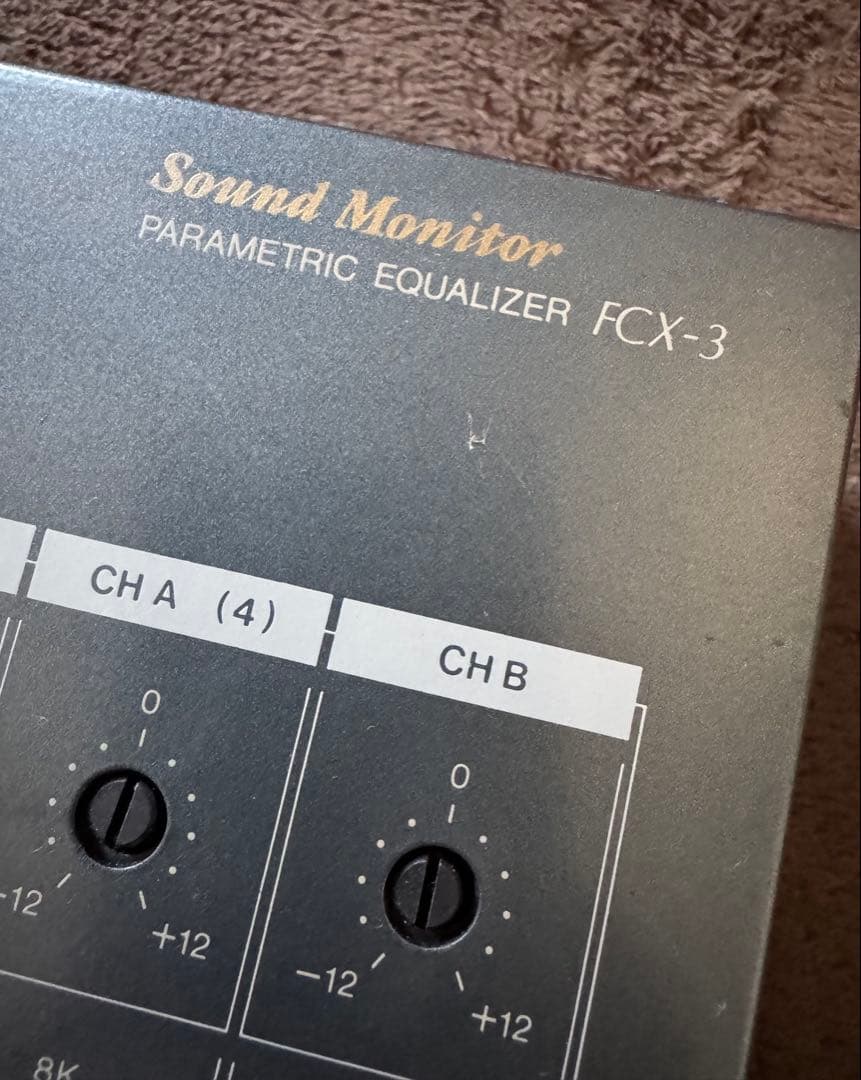 Sound Monitor
PARAMETRIC EQUALIZER FCX-3
CH A (4)
CH B
0
-12
+12
0
-12
+12
8K